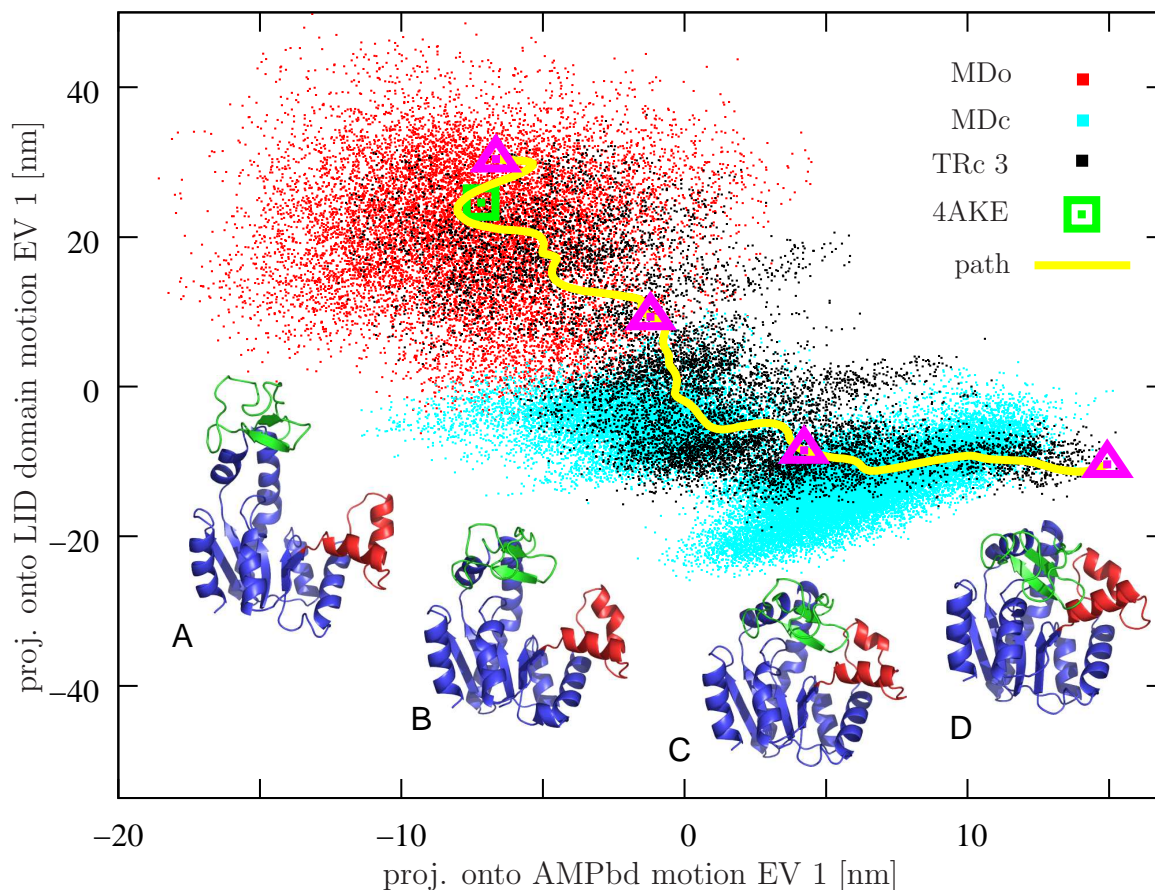 proj. onto LID domain motion EV 1 [nm]
40
20
0
−20
−40
MDo
MDc
TRc 3
4AKE
path
A
B
C
D
−20
−10
0
10
proj. onto AMPbd motion EV 1 [nm]